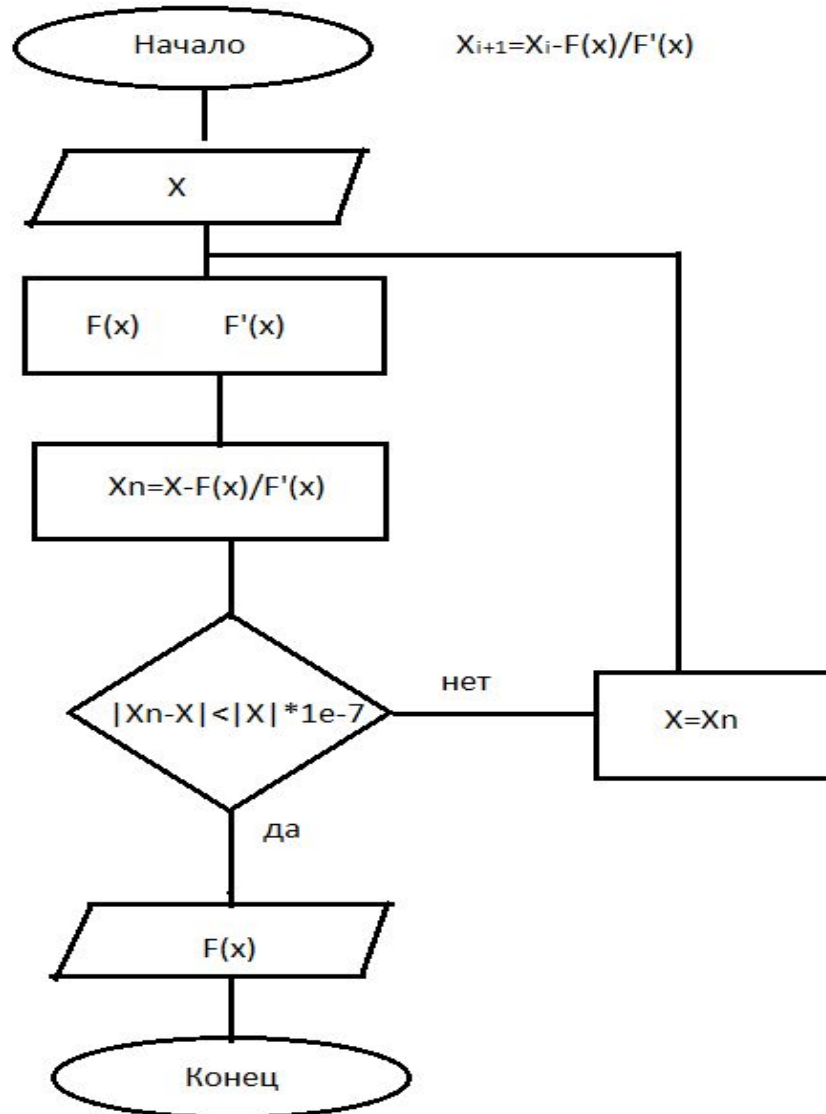 Начало
Xi+1=Xi-F(x)/F'(x)
X
F(x) F'(x)
Xn=X-F(x)/F'(x)
|Xn-X|<|X|*1e-7
нет
X=Xn
да
F(x)
Конец